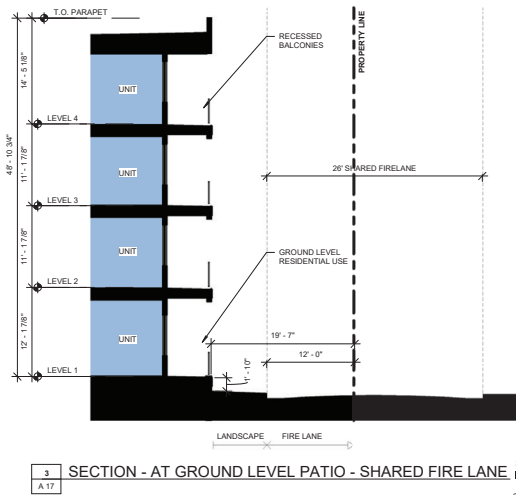 T.O. PARAPET
RECESSED
BALCONIES
PROPERTY LINE
14' - 5 1/8"
UNIT
LEVEL 4
48' - 10 3/4"
11' - 1 7/8"
UNIT
26' SHARED FIRELANE
LEVEL 3
11' - 1 7/8"
UNIT
GROUND LEVEL
RESIDENTIAL USE
LEVEL 2
12' - 1 7/8"
UNIT
19' - 7"
12' - 0"
LEVEL 1
1' - 10"
LANDSCAPE FIRE LANE
3 SECTION - AT GROUND LEVEL PATIO - SHARED FIRE LANE
A 17